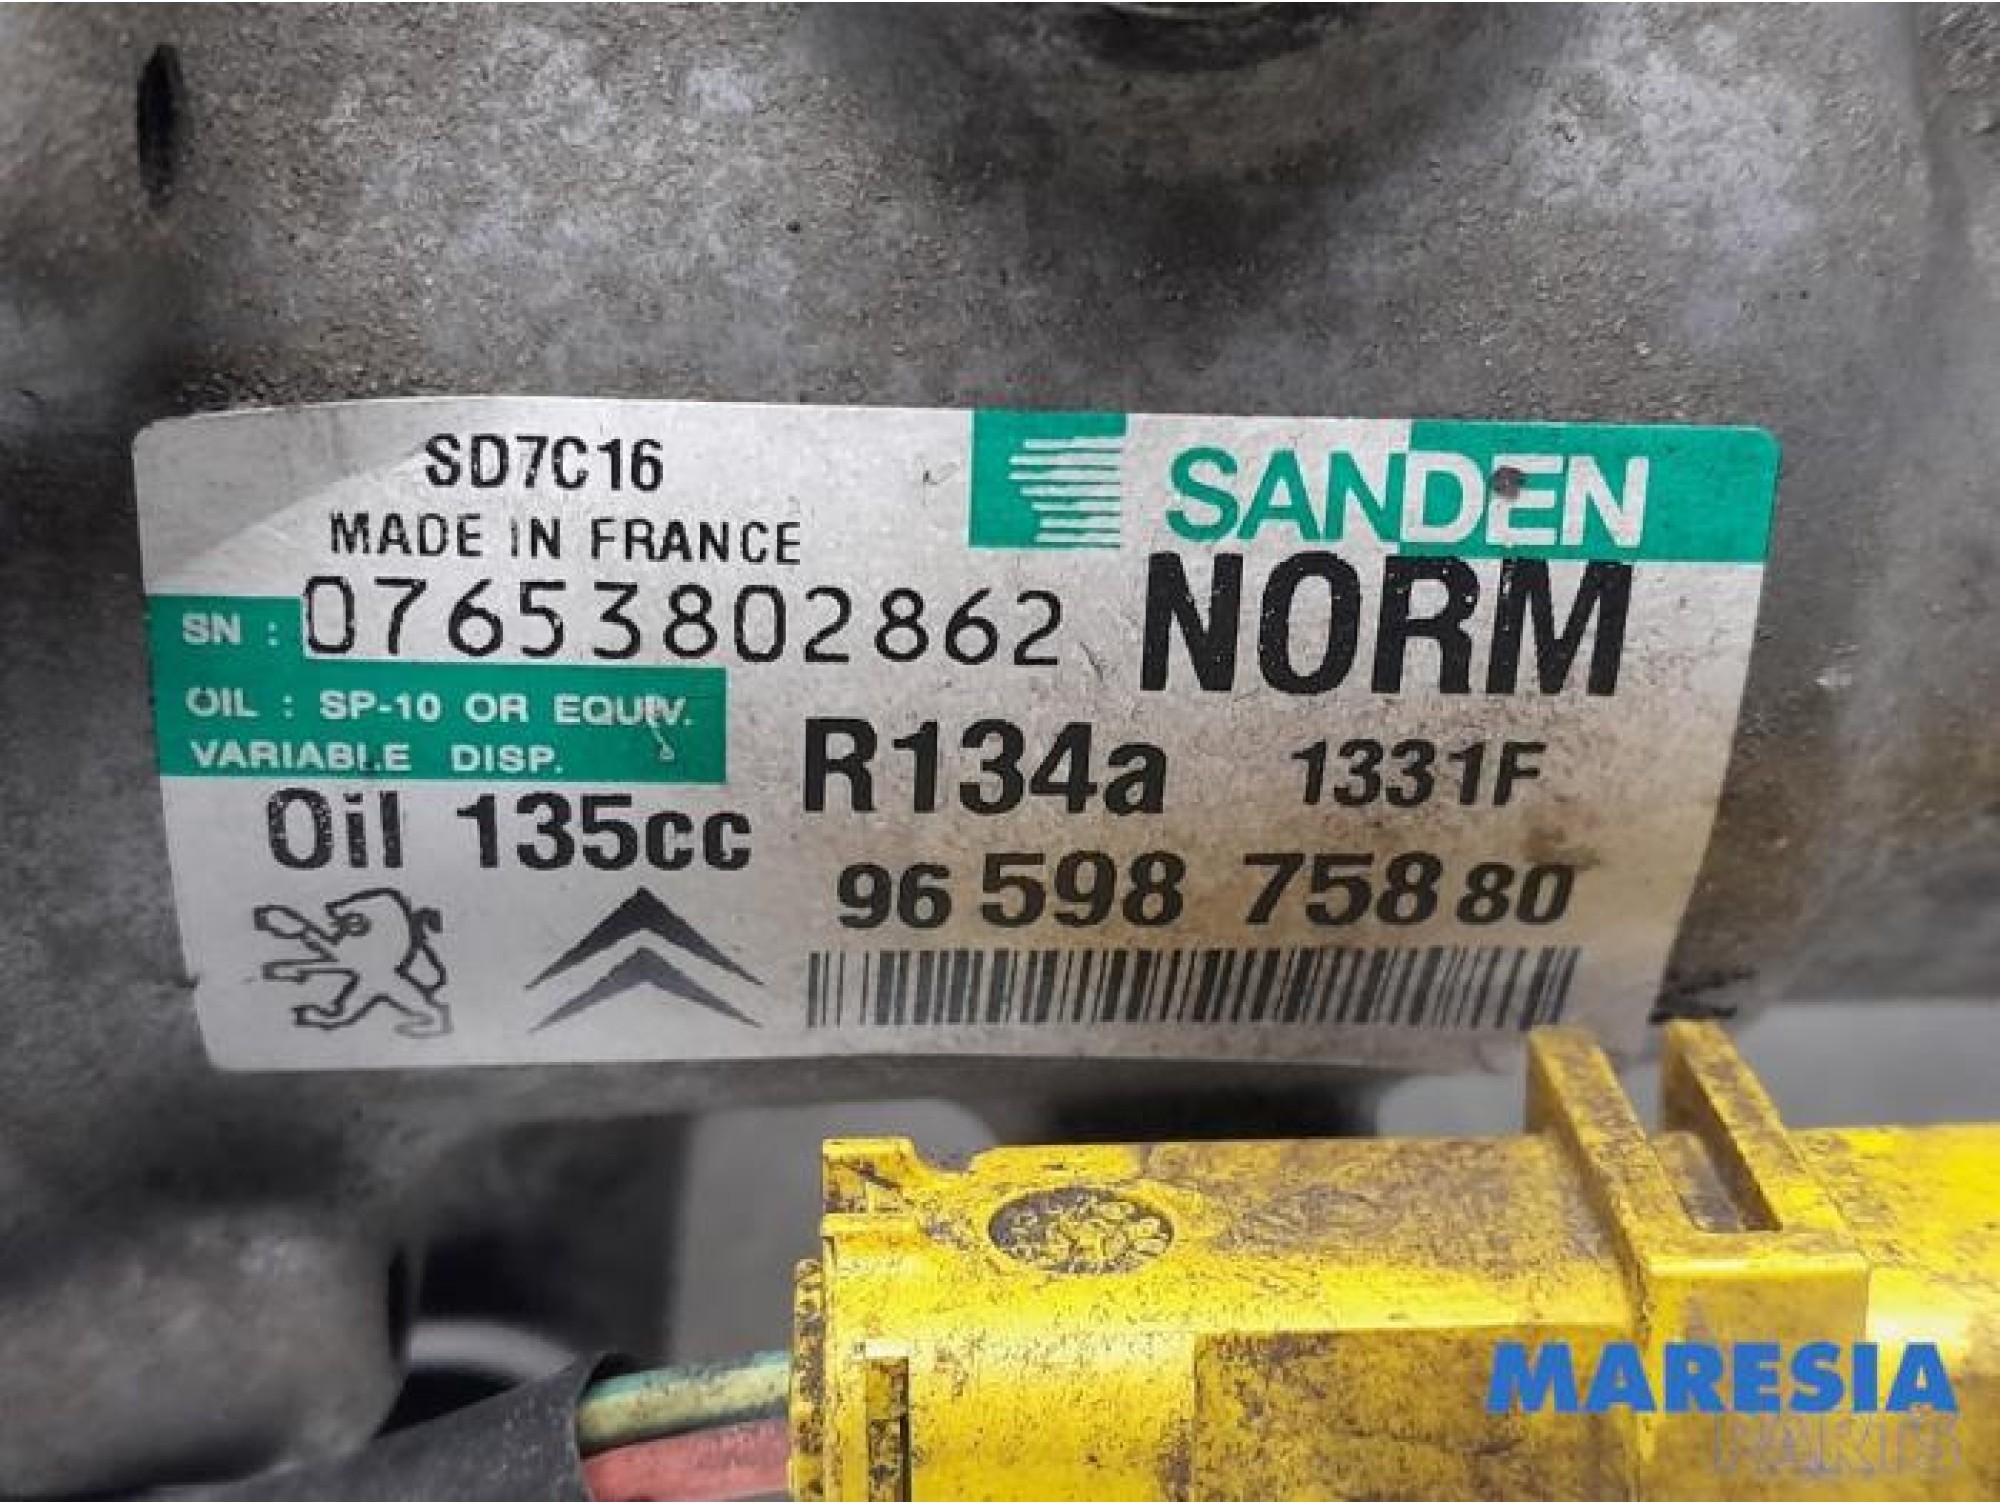 SD7C16
MADE IN FRANCE
SANDEN
SN : 07653802862
NORM
OIL : SP-10 OR EQUIV.
VARIABLE DISP.
R134a 1331F
Oil 135cc
96 598 758 80
MARESIA
PARTS